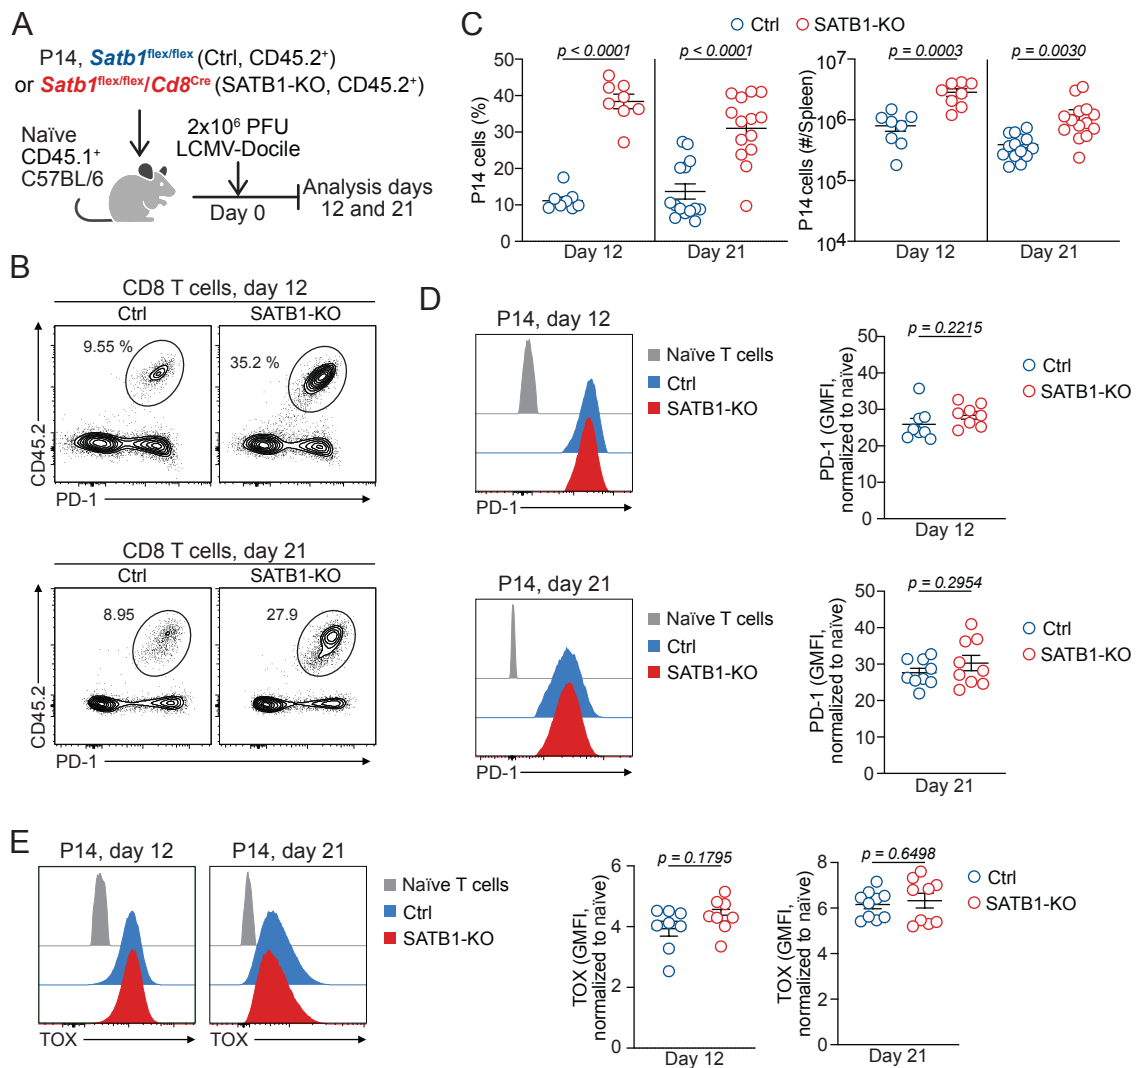 A
P14, Satb1flex/flex (Ctrl, CD45.2+)
or Satb1flex/flex/Cd8Cre (SATB1-KO, CD45.2+)
Naïve
CD45.1+
C57BL/6
2x10⁶ PFU
LCMV-Docile
Day 0
Analysis days
12 and 21
C
Ctrl
SATB1-KO
p < 0.0001
p < 0.0001
P14 cells (%)
50
40
30
20
10
0
Day 12
Day 21
p = 0.0003
p = 0.0030
P14 cells (#/Spleen)
10⁷
10⁶
10⁵
10⁴
Day 12
Day 21
B
CD8 T cells, day 12
Ctrl
SATB1-KO
9.55 %
35.2 %
CD45.2
PD-1
CD8 T cells, day 21
Ctrl
SATB1-KO
8.95
27.9
CD45.2
PD-1
D
P14, day 12
Naïve T cells
Ctrl
SATB1-KO
PD-1
p = 0.2215
PD-1 (GMFI,
normalized to naïve)
50
40
30
20
10
0
Day 12
Ctrl
SATB1-KO
P14, day 21
Naïve T cells
Ctrl
SATB1-KO
PD-1
p = 0.2954
PD-1 (GMFI,
normalized to naïve)
50
40
30
20
10
0
Day 21
Ctrl
SATB1-KO
E
P14, day 12
P14, day 21
Naïve T cells
Ctrl
SATB1-KO
TOX
TOX
p = 0.1795
TOX (GMFI,
normalized to naïve)
6
4
2
0
Day 12
p = 0.6498
TOX (GMFI,
normalized to naïve)
8
6
4
2
0
Day 21
Ctrl
SATB1-KO